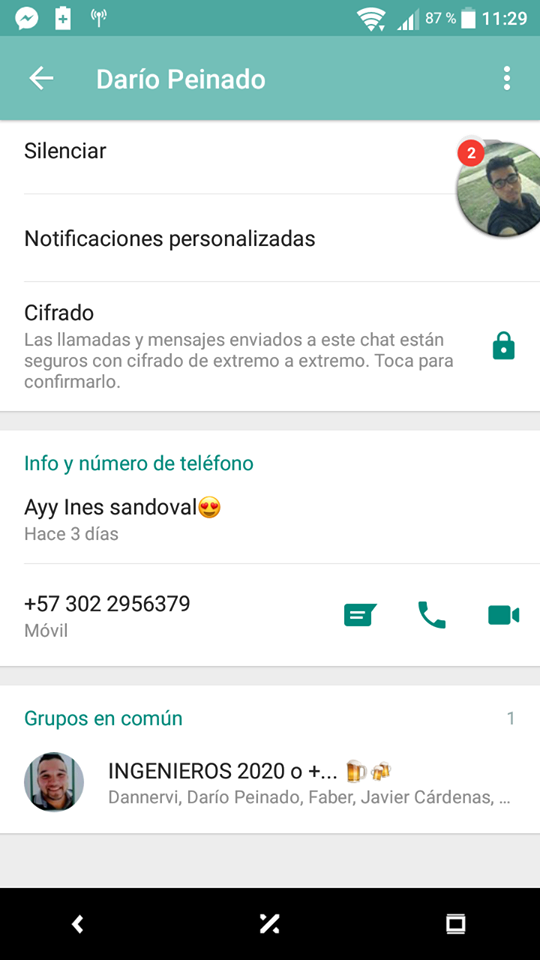 87 % 11:29
Darío Peinado
Silenciar
2
Notificaciones personalizadas
Cifrado
Las llamadas y mensajes enviados a este chat están
seguros con cifrado de extremo a extremo. Toca para
confirmarlo.
Info y número de teléfono
Ayy Ines sandoval😍
Hace 3 días
+57 302 2956379
Móvil
Grupos en común 1
INGENIEROS 2020 o +... 🍺🍻
Dannervi, Darío Peinado, Faber, Javier Cárdenas, ...